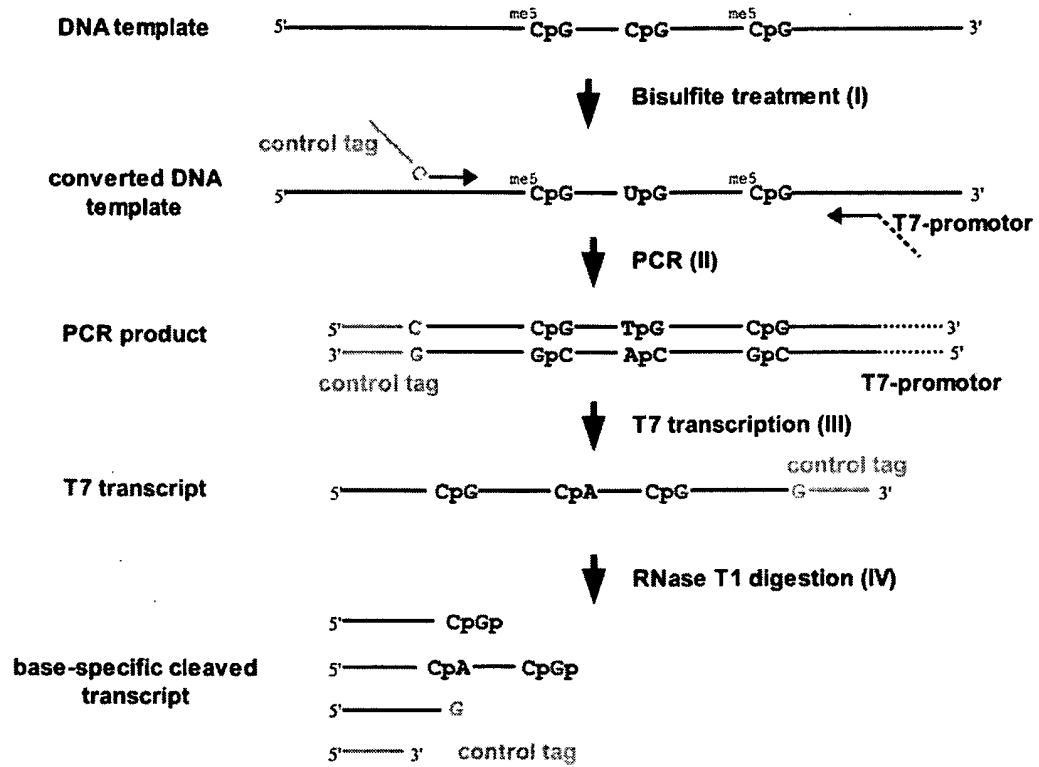 DNA template 5' me5 CpG CpG me5 CpG 3'
Bisulfite treatment (I)
control tag
C
converted DNA template 5' me5 CpG UpG me5 CpG 3'
T7-promotor
PCR (II)
PCR product 5' C CpG TpG CpG 3'
3' G GpC ApC GpC 5'
control tag T7-promotor
T7 transcription (III)
control tag
T7 transcript 5' CpG CpA CpG G 3'
RNase T1 digestion (IV)
5' CpGp
base-specific cleaved transcript
5' CpA CpGp
5' G
5' 3' control tag